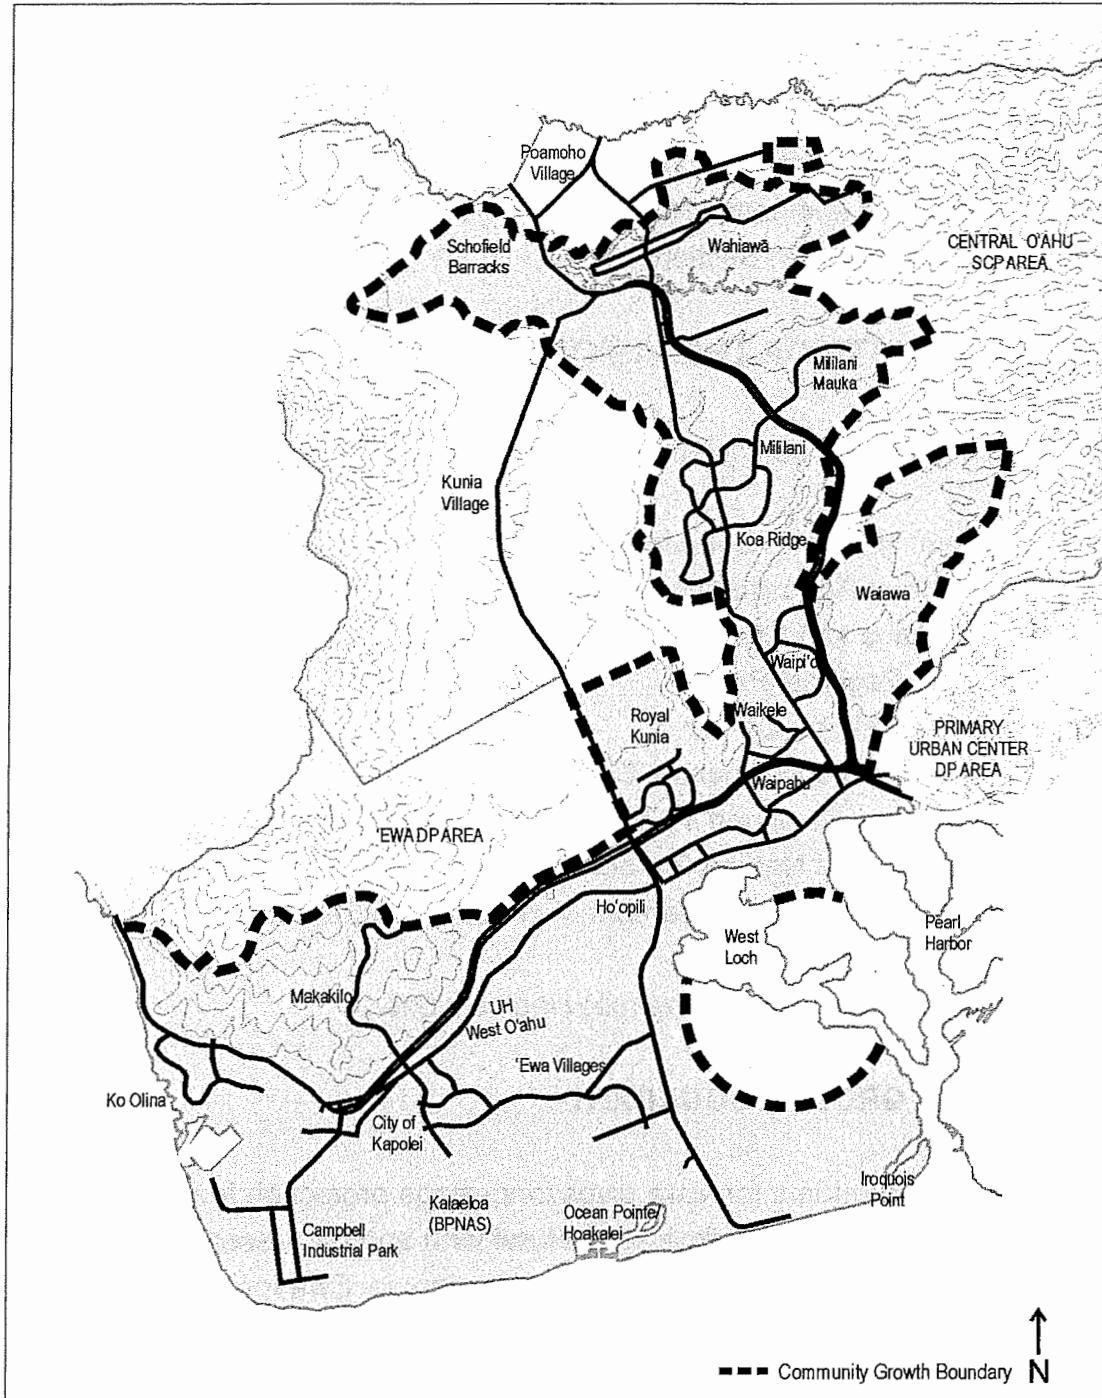 Poamoho
Village
Schofield
Barracks
Wahiawā
CENTRAL O'AHU
SCP AREA
Mililani
Mauka
Mililani
Kunia
Village
Koa Ridge
Waiawa
Waipi'o
Royal
Kunia
Waikele
PRIMARY
URBAN CENTER
DP AREA
Waipahu
'EWA DP AREA
Ho'opili
West
Loch
Pearl
Harbor
Makakilo
UH
West O'ahu
'Ewa Villages
Ko Olina
City of
Kapolei
Iroquois
Point
Kalaeloa
(BPNAS)
Ocean Pointe/
Hoakalei
Campbell
Industrial Park
Community Growth Boundary
N